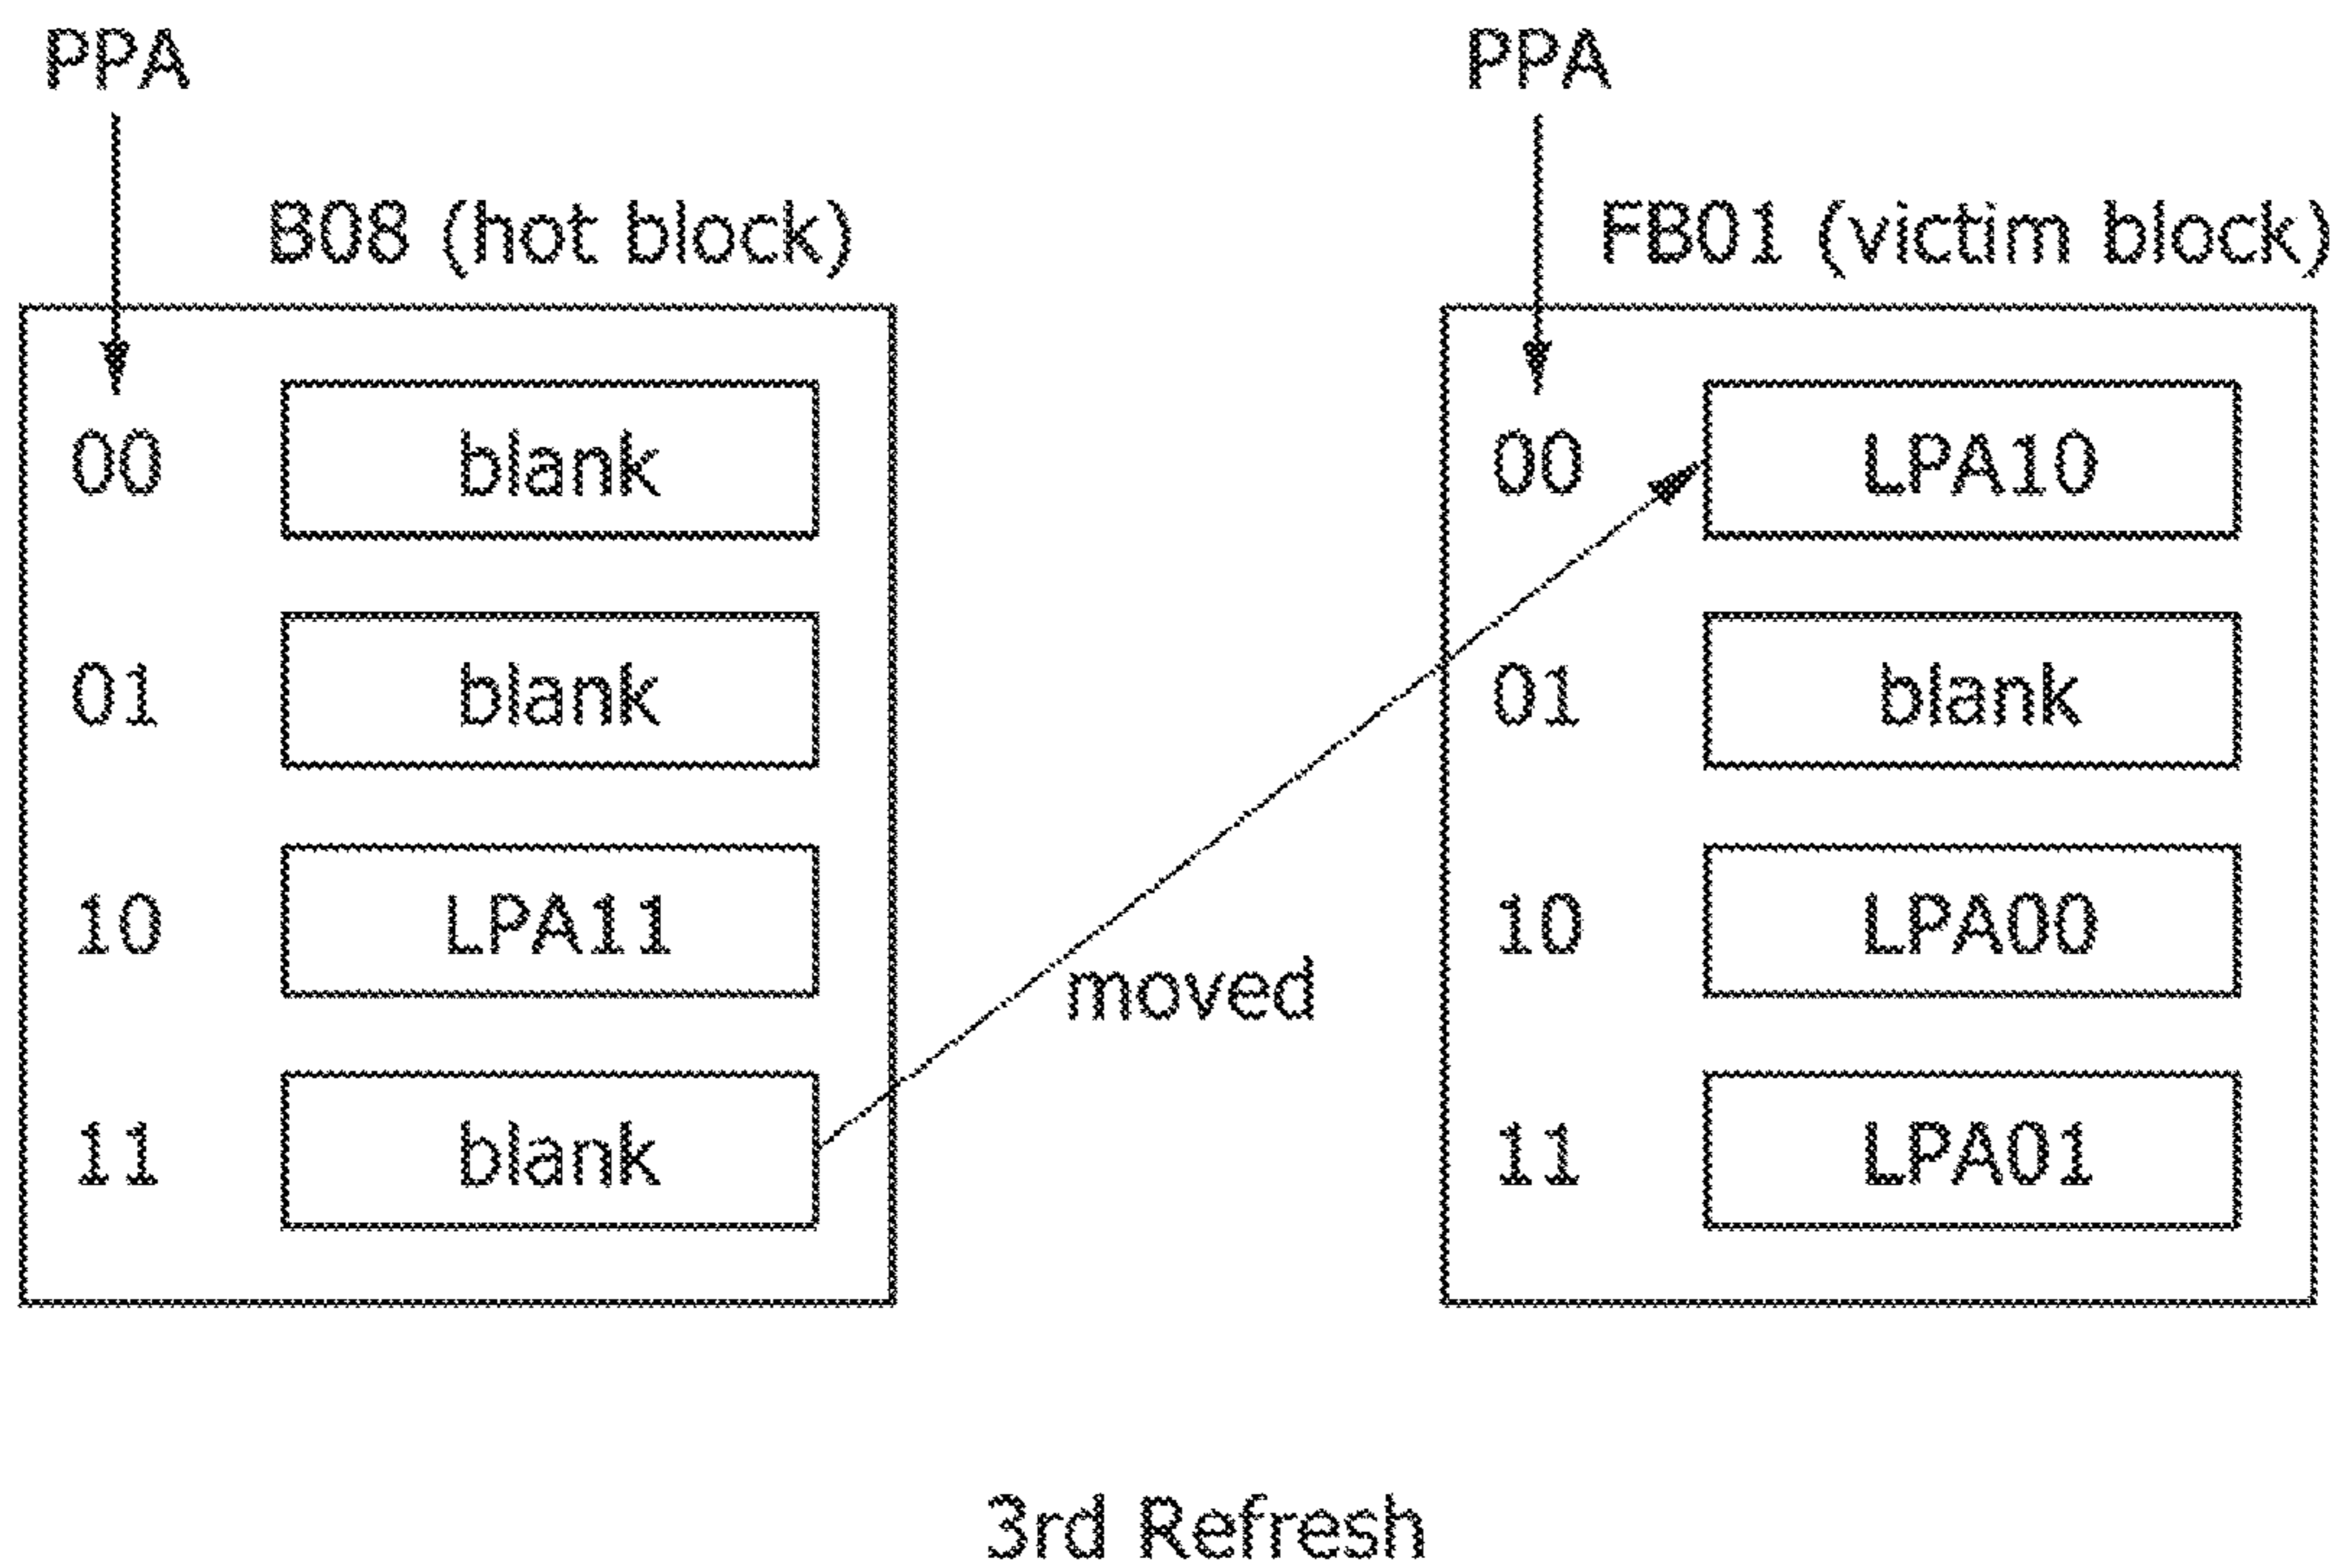 PPA PPA
B08 (hot block) FB01 (victim block)
00 blank 00 LPA10
01 blank 01 blank
10 LPA11 10 LPA00
moved
11 blank 11 LPA01
3rd Refresh